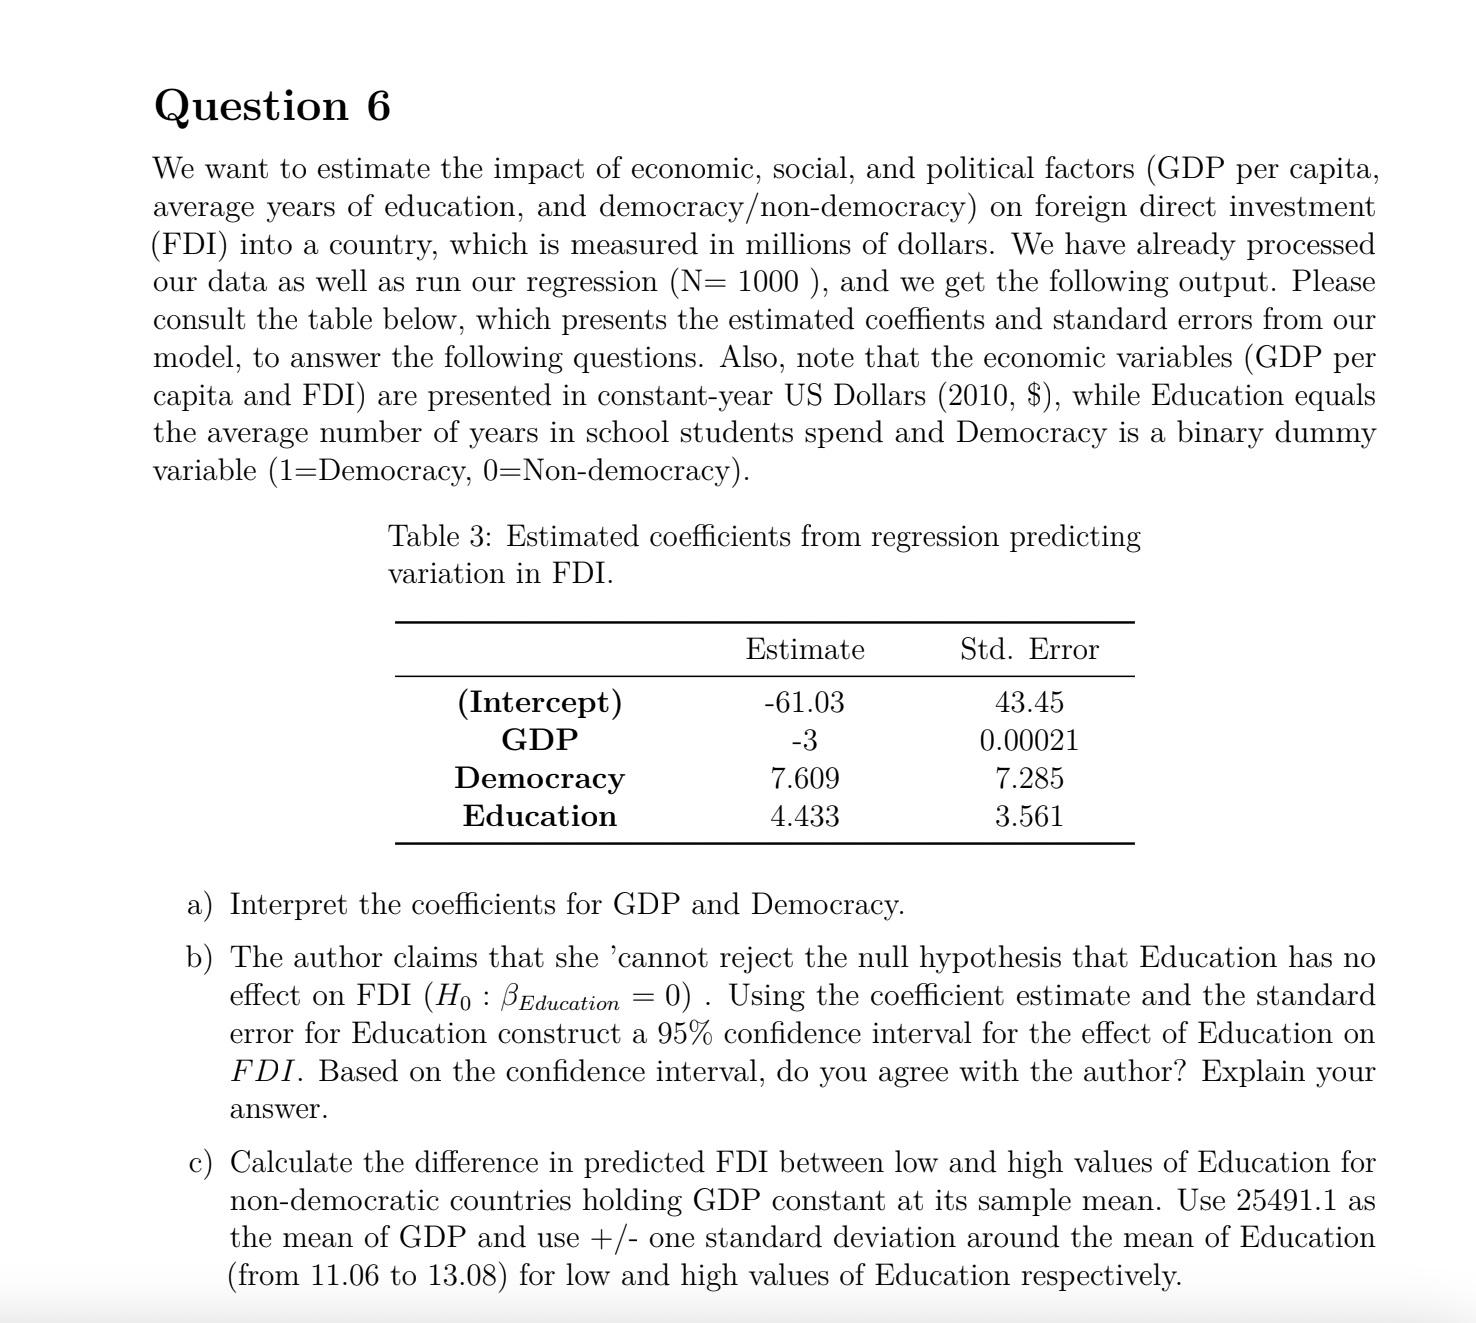 Question 6
We want to estimate the impact of economic, social, and political factors (GDP per capita,
average years of education, and democracy/non-democracy) on foreign direct investment
(FDI) into a country, which is measured in millions of dollars. We have already processed
our data as well as run our regression (N= 1000 ), and we get the following output. Please
consult the table below, which presents the estimated coeffients and standard errors from our
model, to answer the following questions. Also, note that the economic variables (GDP per
capita and FDI) are presented in constant-year US Dollars (2010, $), while Education equals
the average number of years in school students spend and Democracy is a binary dummy
variable (1=Democracy, 0=Non-democracy).
Table 3: Estimated coefficients from regression predicting
variation in FDI.
Estimate Std. Error
(Intercept) -61.03 43.45
GDP -3 0.00021
Democracy 7.609 7.285
Education 4.433 3.561
a) Interpret the coefficients for GDP and Democracy.
b) The author claims that she 'cannot reject the null hypothesis that Education has no
effect on FDI (H₀ : β_Education = 0) . Using the coefficient estimate and the standard
error for Education construct a 95% confidence interval for the effect of Education on
FDI. Based on the confidence interval, do you agree with the author? Explain your
answer.
c) Calculate the difference in predicted FDI between low and high values of Education for
non-democratic countries holding GDP constant at its sample mean. Use 25491.1 as
the mean of GDP and use +/- one standard deviation around the mean of Education
(from 11.06 to 13.08) for low and high values of Education respectively.